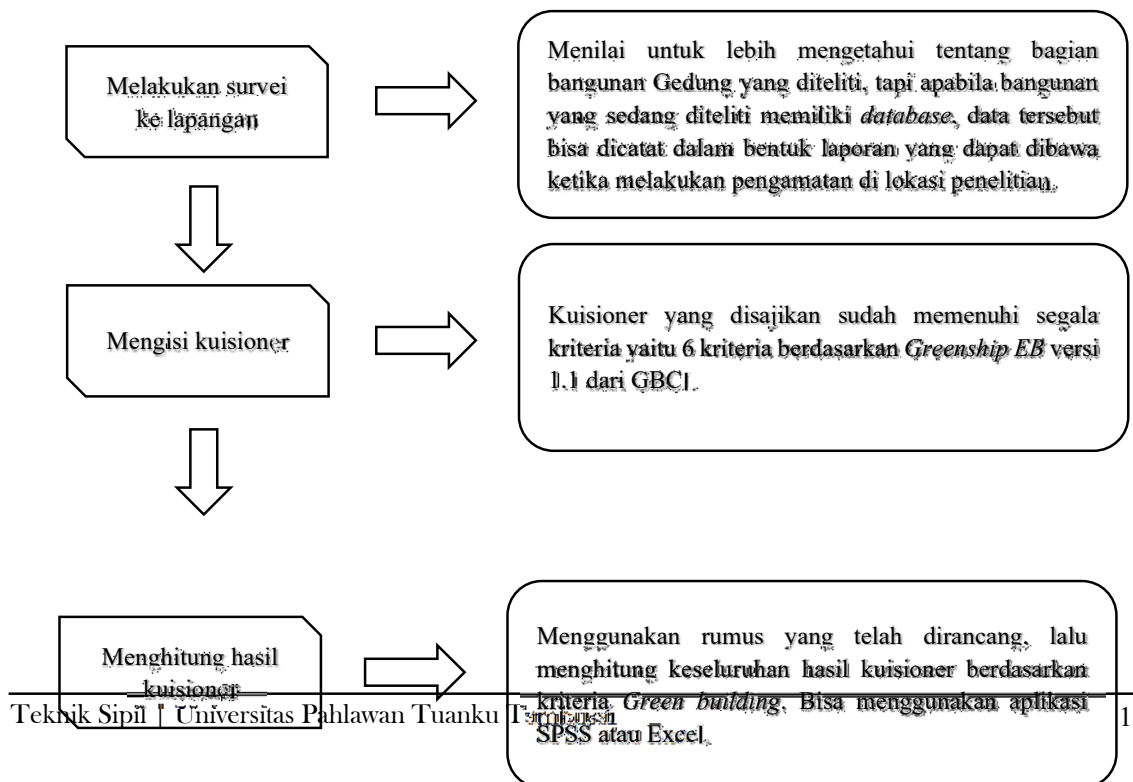 Melakukan survei
ke lapangan
Menilai untuk lebih mengetahui tentang bagian
bangunan Gedung yang diteliti, tapi apabila bangunan
yang sedang diteliti memiliki database, data tersebut
bisa dicatat dalam bentuk laporan yang dapat dibawa
ketika melakukan pengamatan di lokasi penelitian.
Mengisi kuisioner
Kuisioner yang disajikan sudah memenuhi segala
kriteria yaitu 6 kriteria berdasarkan Greenship EB versi
1.1 dari GBCI.
Menghitung hasil
kuisioner
Menggunakan rumus yang telah dirancang, lalu
menghitung keseluruhan hasil kuisioner berdasarkan
kriteria Green building. Bisa menggunakan aplikasi
SPSS atau Excel.
Teknik Sipil | Universitas Pahlawan Tuanku 1